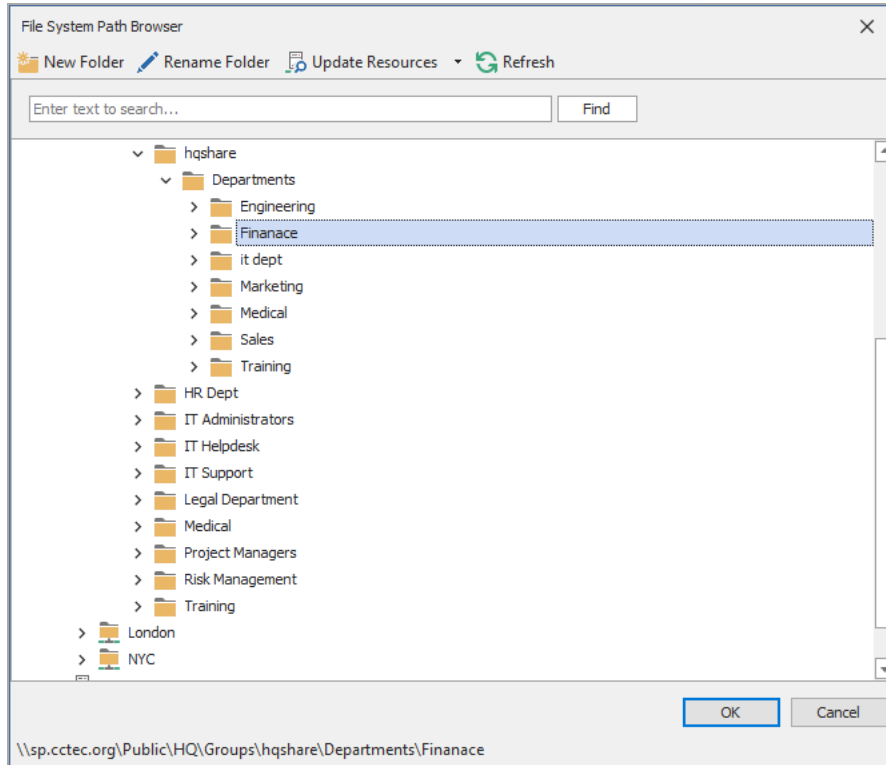 File System Path Browser
New Folder Rename Folder Update Resources Refresh
Enter text to search... Find
hqshare
Departments
Engineering
Finanace
it dept
Marketing
Medical
Sales
Training
HR Dept
IT Administrators
IT Helpdesk
IT Support
Legal Department
Medical
Project Managers
Risk Management
Training
London
NYC
OK Cancel
\\sp.cctec.org\Public\HQ\Groups\hqshare\Departments\Finanace